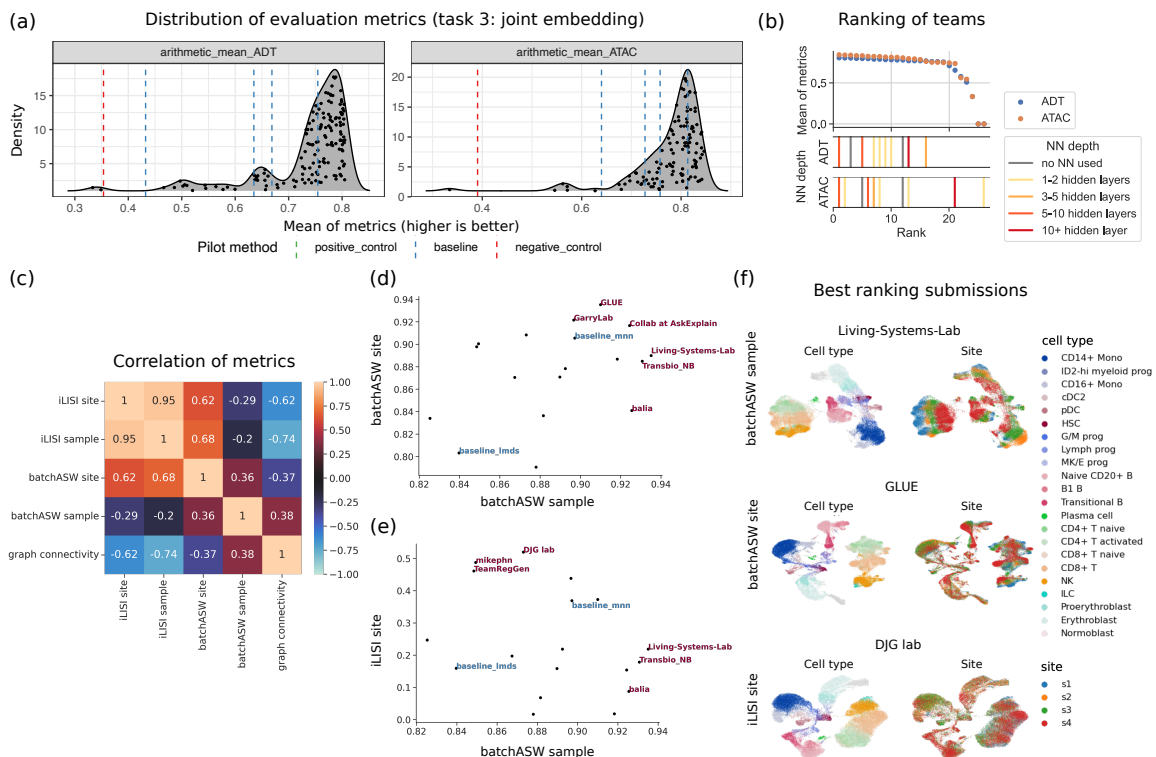 (a)
Distribution of evaluation metrics (task 3: joint embedding)
arithmetic_mean_ADT
arithmetic_mean_ATAC
Density
15
10
5
20
15
10
5
0.3 0.4 0.5 0.6 0.7 0.8
0.4 0.6 0.8
Mean of metrics (higher is better)
Pilot method positive_control baseline negative_control
(b)
Ranking of teams
Mean of metrics
0.5
0.0
ADT
ATAC
NN depth
ADT
ATAC
0 10 20
Rank
NN depth
no NN used
1–2 hidden layers
3–5 hidden layers
5–10 hidden layers
10+ hidden layer
(c)
Correlation of metrics
iLISI site
iLISI sample
batchASW site
batchASW sample
graph connectivity
1 0.95 0.62 -0.29 -0.62
0.95 1 0.68 -0.2 -0.74
0.62 0.68 1 0.36 -0.37
-0.29 -0.2 0.36 1 0.38
-0.62 -0.74 -0.37 0.38 1
iLISI site
iLISI sample
batchASW site
batchASW sample
graph connectivity
1.00
0.75
0.50
0.25
0.00
−0.25
−0.50
−0.75
−1.00
(d)
batchASW site
0.94
0.92
0.90
0.88
0.86
0.84
0.82
0.80
GLUE
GarryLab
Collab at AskExplain
baseline_mnn
Living-Systems-Lab
Transbio_NB
balia
baseline_lmds
0.82 0.84 0.86 0.88 0.90 0.92 0.94
batchASW sample
(e)
iLISI site
0.5
0.4
0.3
0.2
0.1
0.0
DJG lab
mikephn
TeamRegGen
baseline_mnn
Living-Systems-Lab
Transbio_NB
baseline_lmds
balia
0.82 0.84 0.86 0.88 0.90 0.92 0.94
batchASW sample
(f)
Best ranking submissions
Living-Systems-Lab
Cell type
Site
batchASW sample
GLUE
Cell type
Site
batchASW site
DJG lab
Cell type
Site
iLISI site
cell type
CD14+ Mono
ID2-hi myeloid prog
CD16+ Mono
cDC2
pDC
HSC
G/M prog
Lymph prog
MK/E prog
Naive CD20+ B
B1 B
Transitional B
Plasma cell
CD4+ T naive
CD4+ T activated
CD8+ T naive
CD8+ T
NK
ILC
Proerythroblast
Erythroblast
Normoblast
site
s1
s2
s3
s4